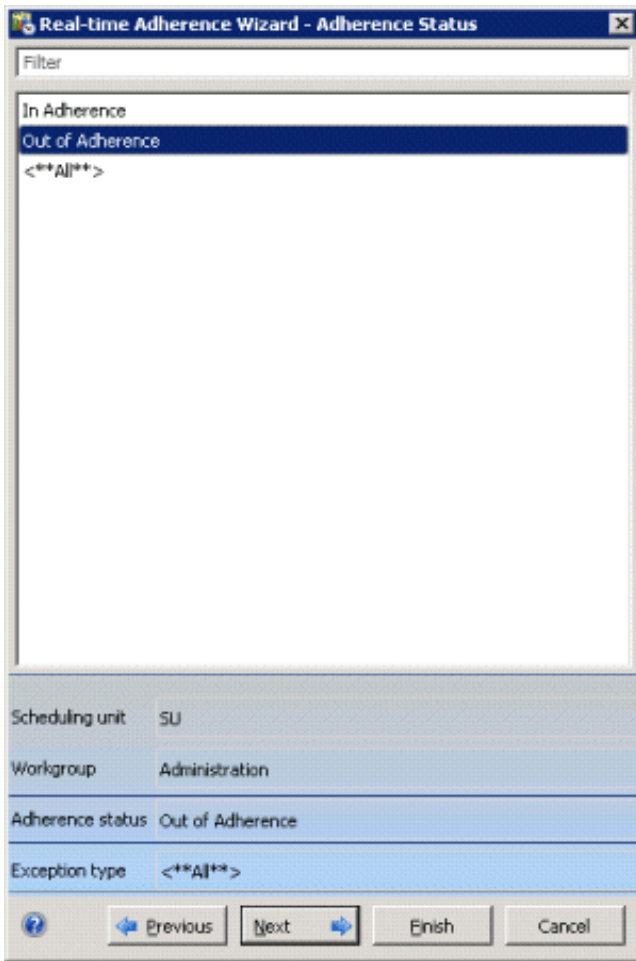 Real-time Adherence Wizard - Adherence Status
Filter
In Adherence
Out of Adherence
<**All**>
Scheduling unit SU
Workgroup Administration
Adherence status Out of Adherence
Exception type <**All**>
Previous Next Finish Cancel